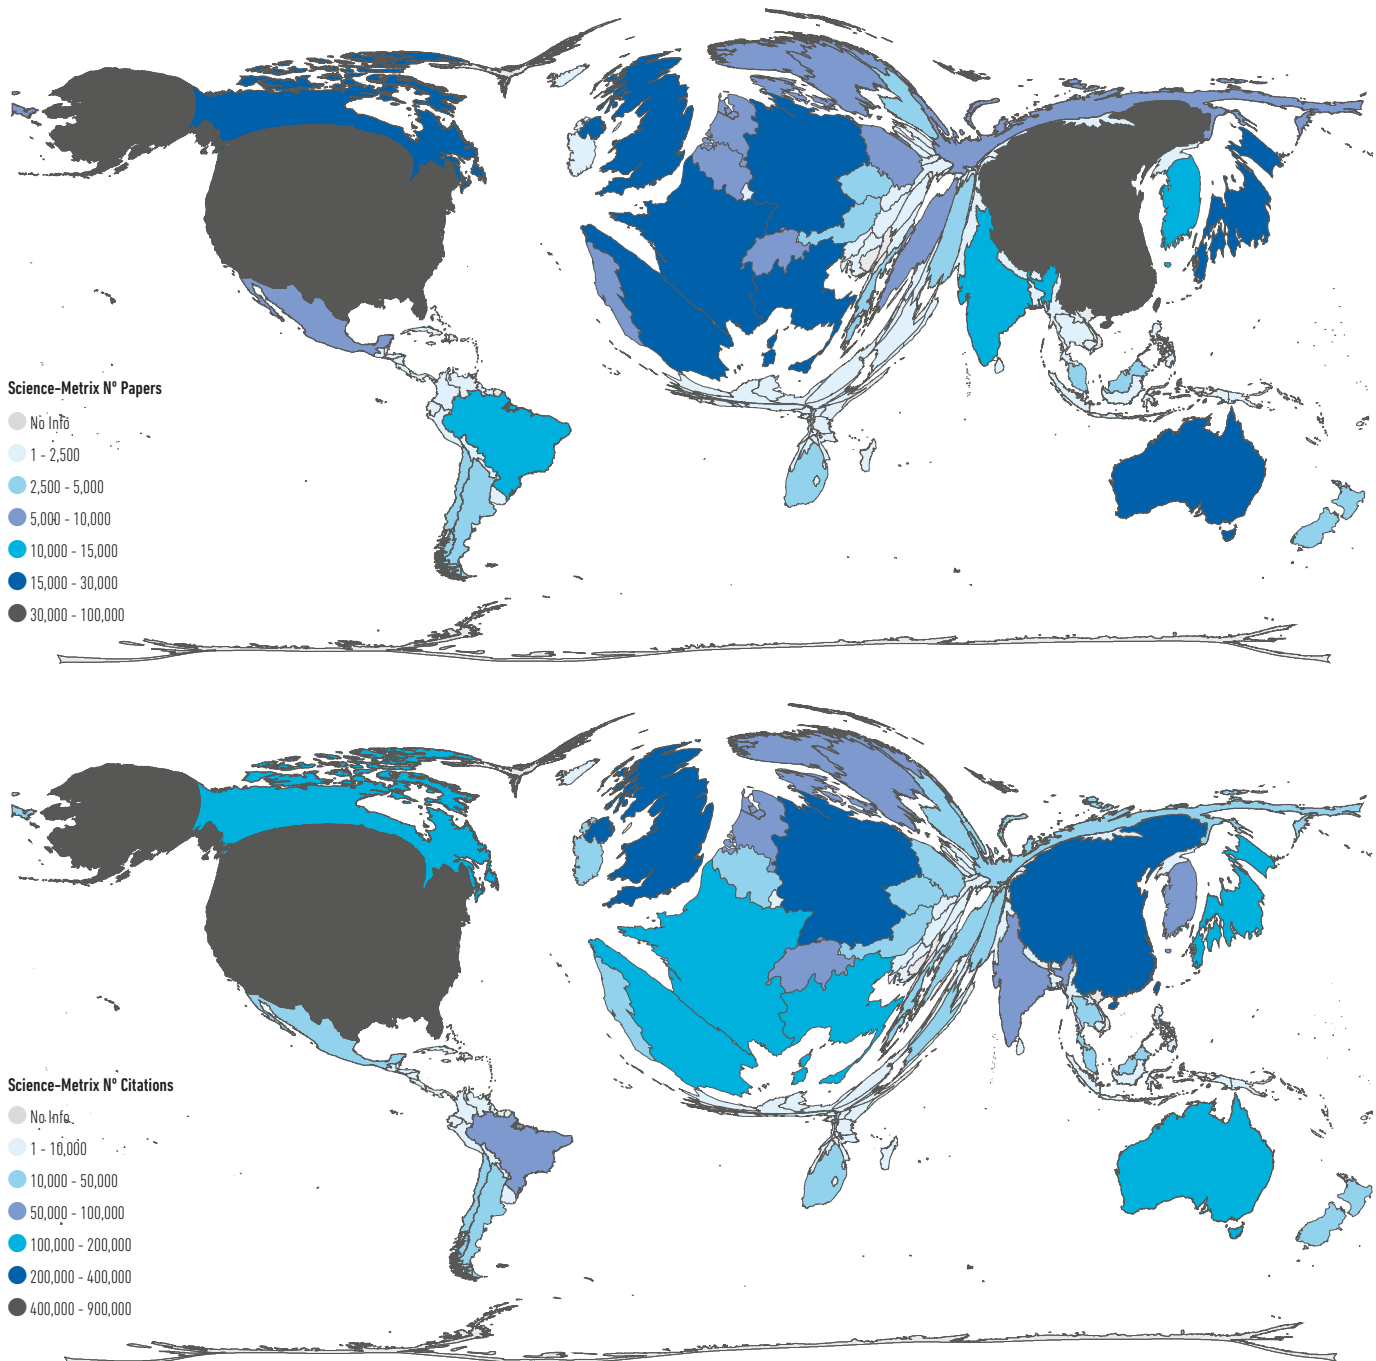 Science-Metrix Nº Papers
No Info
1 - 2,500
2,500 - 5,000
5,000 - 10,000
10,000 - 15,000
15,000 - 30,000
30,000 - 100,000
Science-Metrix Nº Citations
No Info
1 - 10,000
10,000 - 50,000
50,000 - 100,000
100,000 - 200,000
200,000 - 400,000
400,000 - 900,000